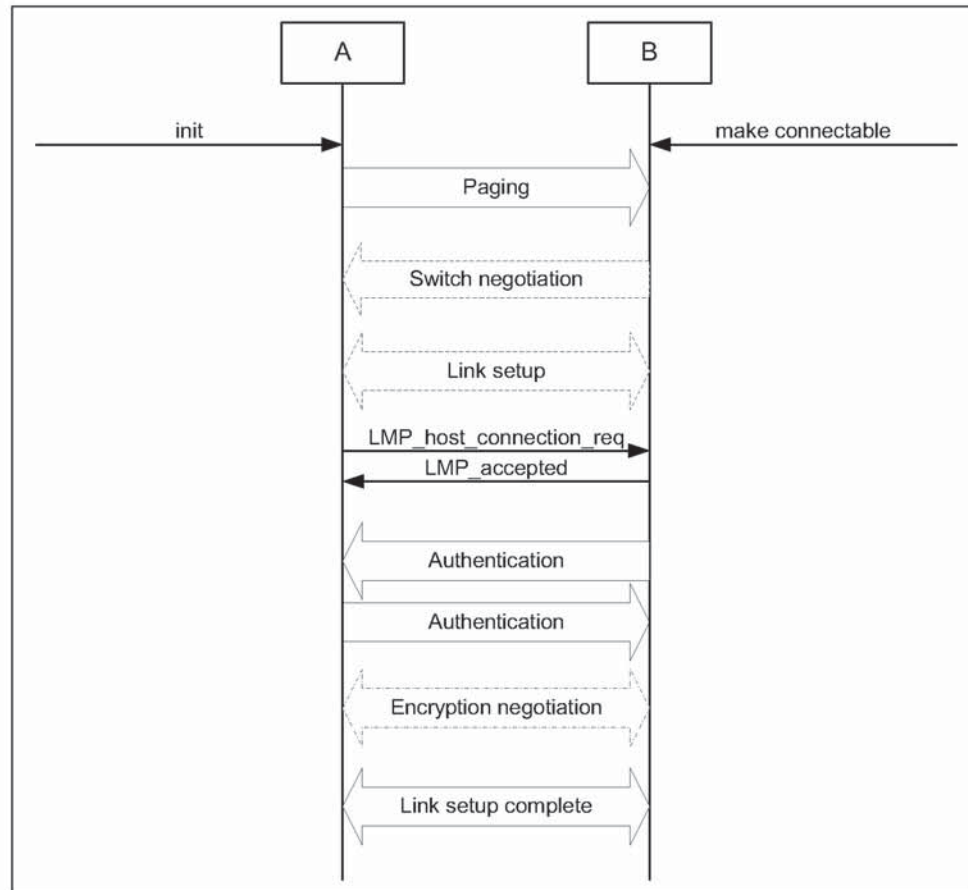 A
B
init
make connectable
Paging
Switch negotiation
Link setup
LMP_host_connection_req
LMP_accepted
Authentication
Authentication
Encryption negotiation
Link setup complete